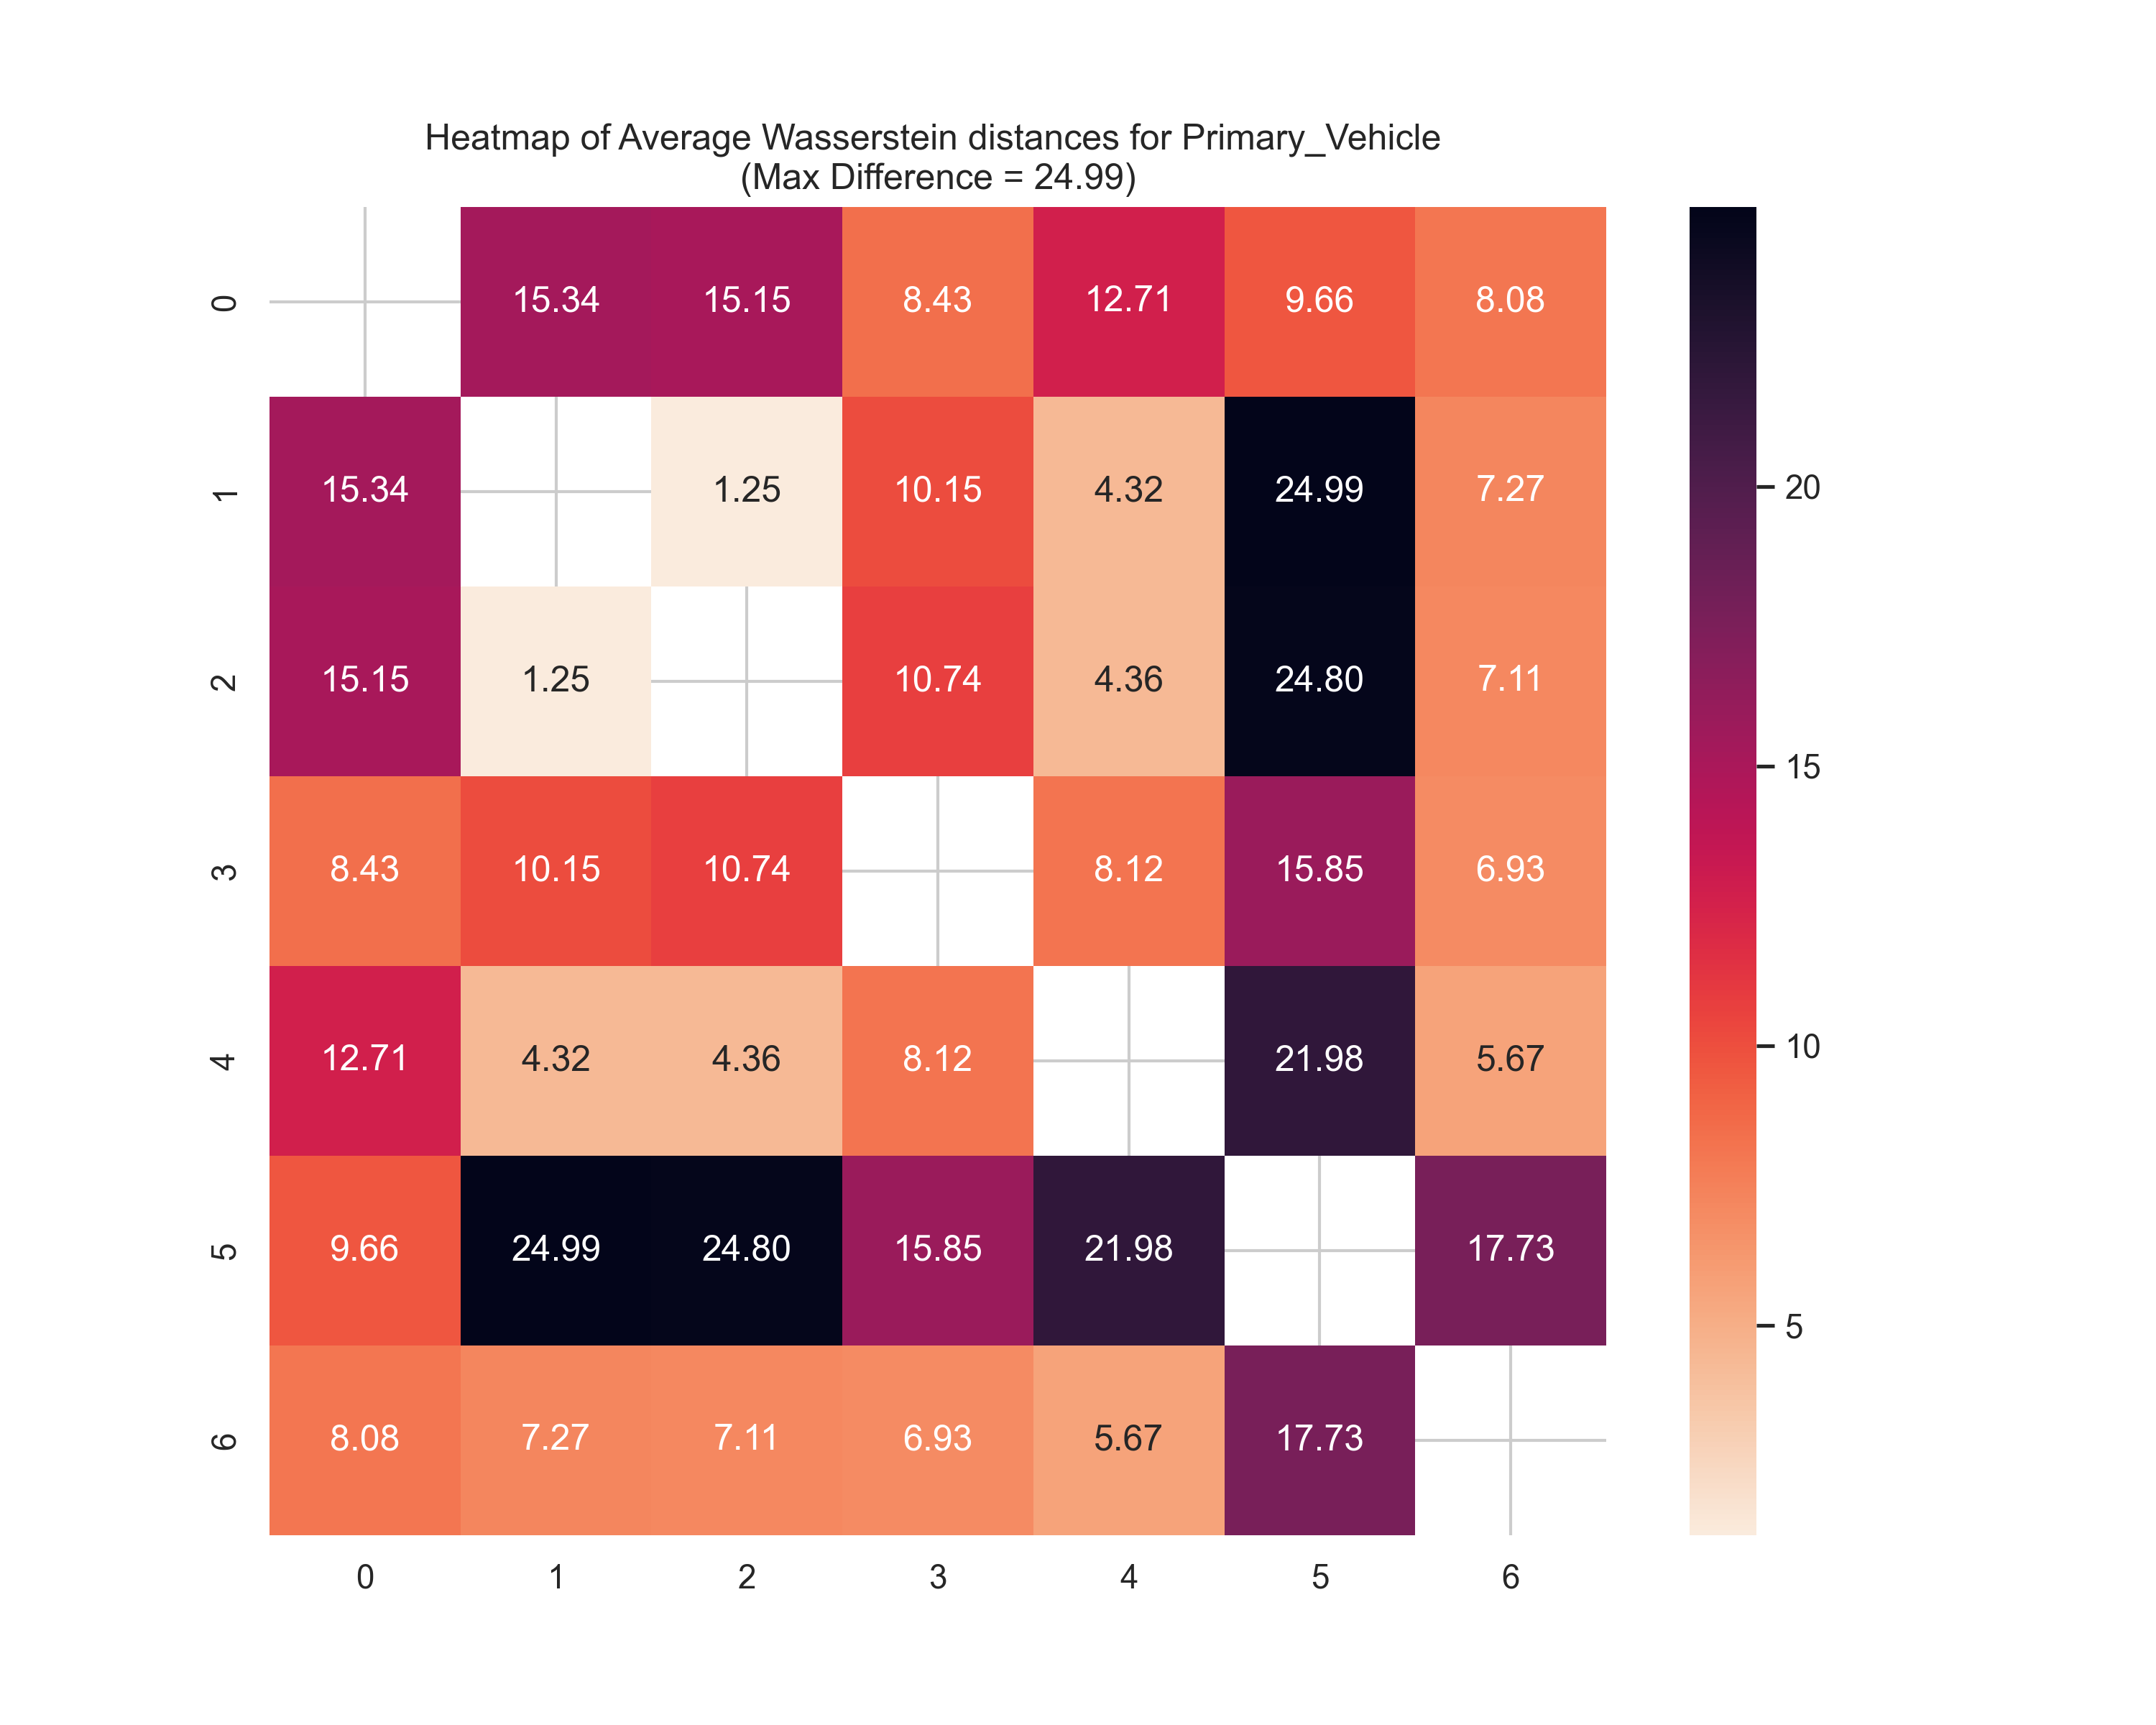 Heatmap of Average Wasserstein distances for Primary_Vehicle
(Max Difference = 24.99)
0 15.34 15.15 8.43 12.71 9.66 8.08
1 15.34 1.25 10.15 4.32 24.99 7.27
2 15.15 1.25 10.74 4.36 24.80 7.11
3 8.43 10.15 10.74 8.12 15.85 6.93
4 12.71 4.32 4.36 8.12 21.98 5.67
5 9.66 24.99 24.80 15.85 21.98 17.73
6 8.08 7.27 7.11 6.93 5.67 17.73
0 1 2 3 4 5 6
20
15
10
5